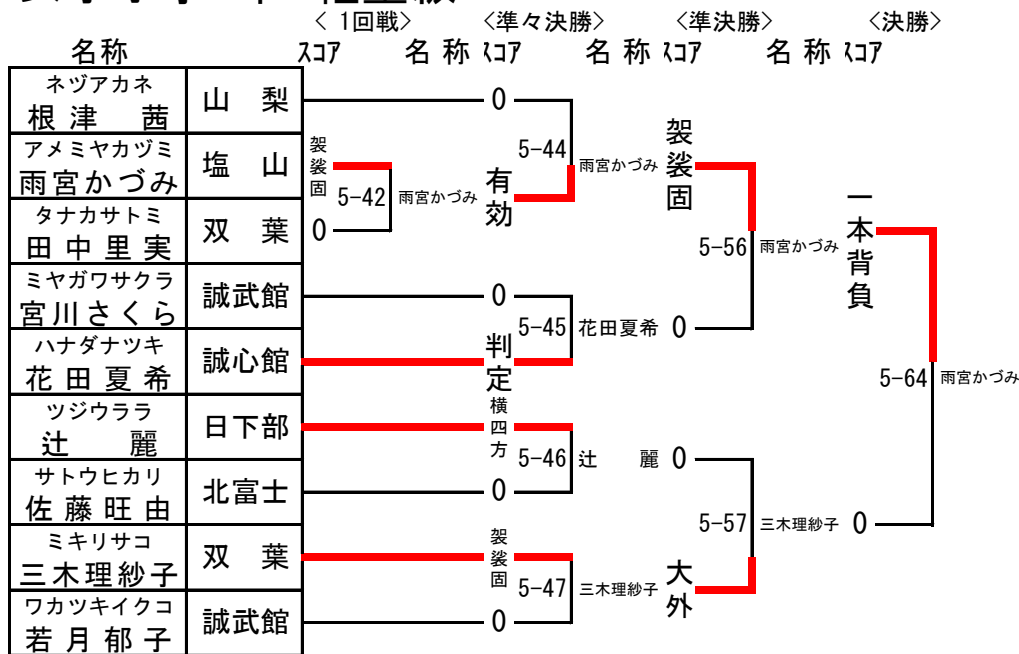 ＜ 1回戦＞ ＜準々決勝＞ ＜準決勝＞ ＜決勝＞
名称 ｽｺｱ 名 称 ｽｺｱ 名 称 ｽｺｱ 名 称 ｽｺｱ
ネヅアカネ
根 津 茜 山 梨 0
アメミヤカヅミ
雨宮かづみ 塩 山 袈裟固
5-42 雨宮かづみ 有効
5-44 雨宮かづみ 袈裟固
タナカサトミ
田 中 里 実 双 葉 0
5-56 雨宮かづみ 一本背負
ミヤガワサクラ
宮川さくら 誠武館 0
5-45 花田夏希 0
ハナダナツキ
花 田 夏 希 誠心館 判定
5-64 雨宮かづみ
ツジウララ
辻 麗 日下部 横四方
5-46 辻 麗 0
サトウヒカリ
佐 藤 旺 由 北富士 0
5-57 三木理紗子 0
ミキリサコ
三木理紗子 双 葉 袈裟固
5-47 三木理紗子 大外
ワカツキイクコ
若 月 郁 子 誠武館 0